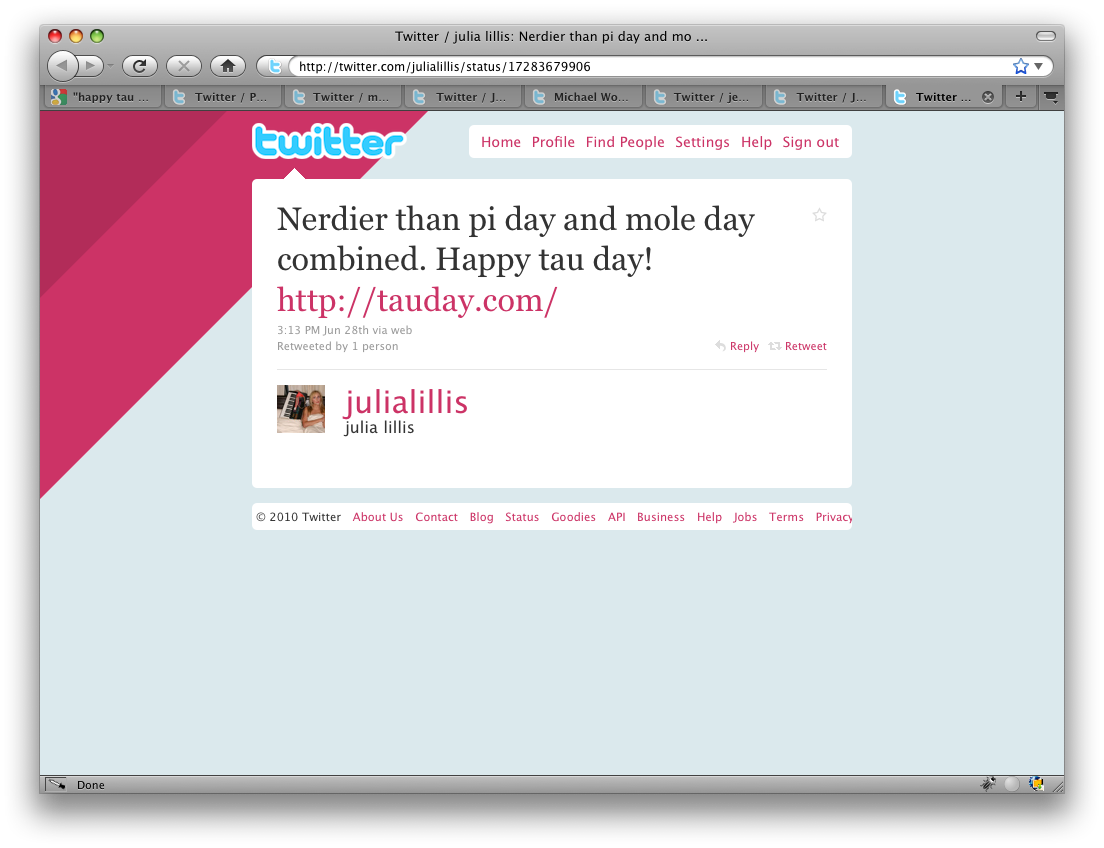 Twitter / julia lillis: Nerdier than pi day and mo ...
http://twitter.com/julialillis/status/17283679906
"happy tau ... Twitter / P... Twitter / m... Twitter / J... Michael Wo... Twitter / je... Twitter / J... Twitter ...
twitter
Home Profile Find People Settings Help Sign out
Nerdier than pi day and mole day
combined. Happy tau day!
http://tauday.com/
3:13 PM Jun 28th via web
Retweeted by 1 person
Reply Retweet
julialillis
julia lillis
© 2010 Twitter About Us Contact Blog Status Goodies API Business Help Jobs Terms Privacy
Done